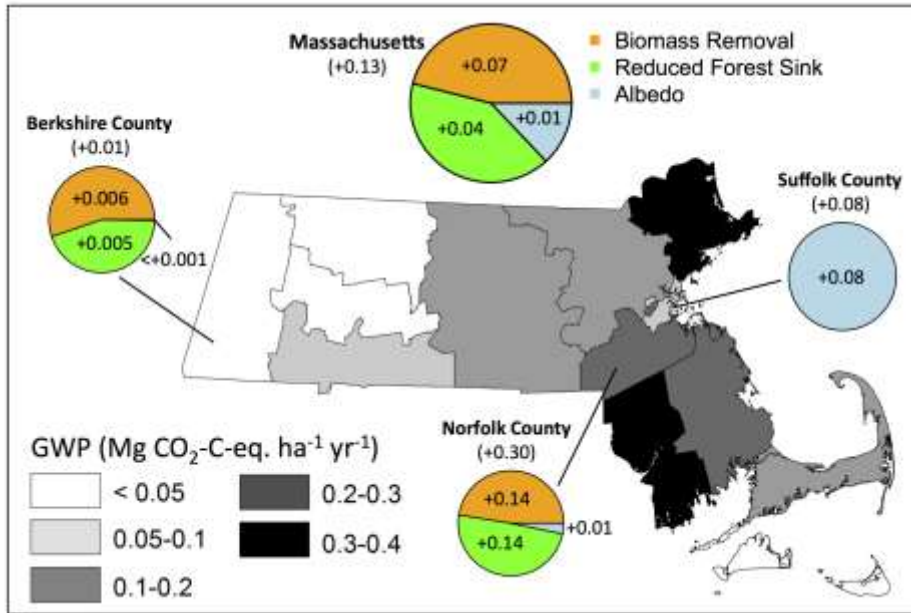 Massachusetts
(+0.13)
+0.07
+0.04
+0.01
Biomass Removal
Reduced Forest Sink
Albedo
Berkshire County
(+0.01)
+0.006
+0.005
<+0.001
Suffolk County
(+0.08)
+0.08
Norfolk County
(+0.30)
+0.14
+0.14
+0.01
GWP (Mg CO₂-C-eq. ha⁻¹ yr⁻¹)
< 0.05
0.05-0.1
0.1-0.2
0.2-0.3
0.3-0.4